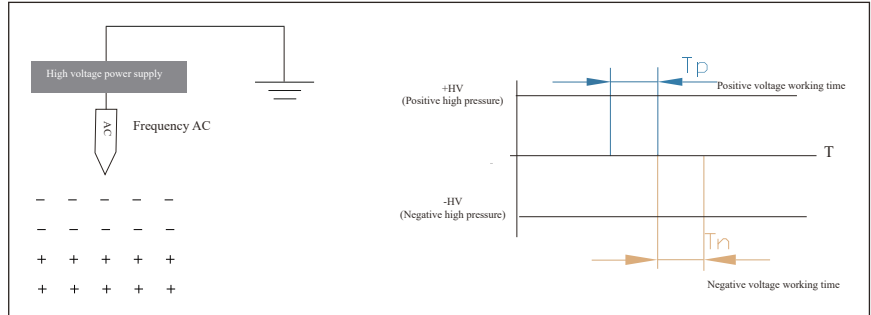 High voltage power supply
AC
Frequency AC
− − − − −
− − − − −
+ + + + +
+ + + + +
Tp
Positive voltage working time
+HV
(Positive high pressure)
T
-HV
(Negative high pressure)
Tn
Negative voltage working time